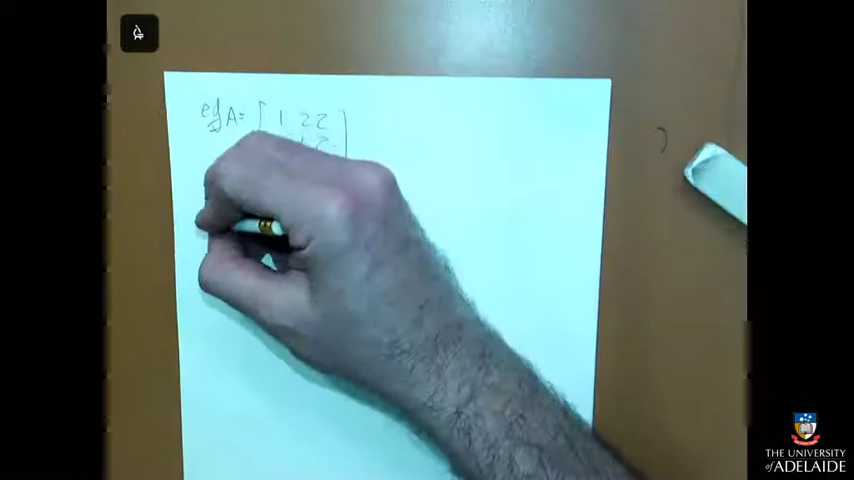 eg A= [ 1 2 2 ]
THE UNIVERSITY
of ADELAIDE